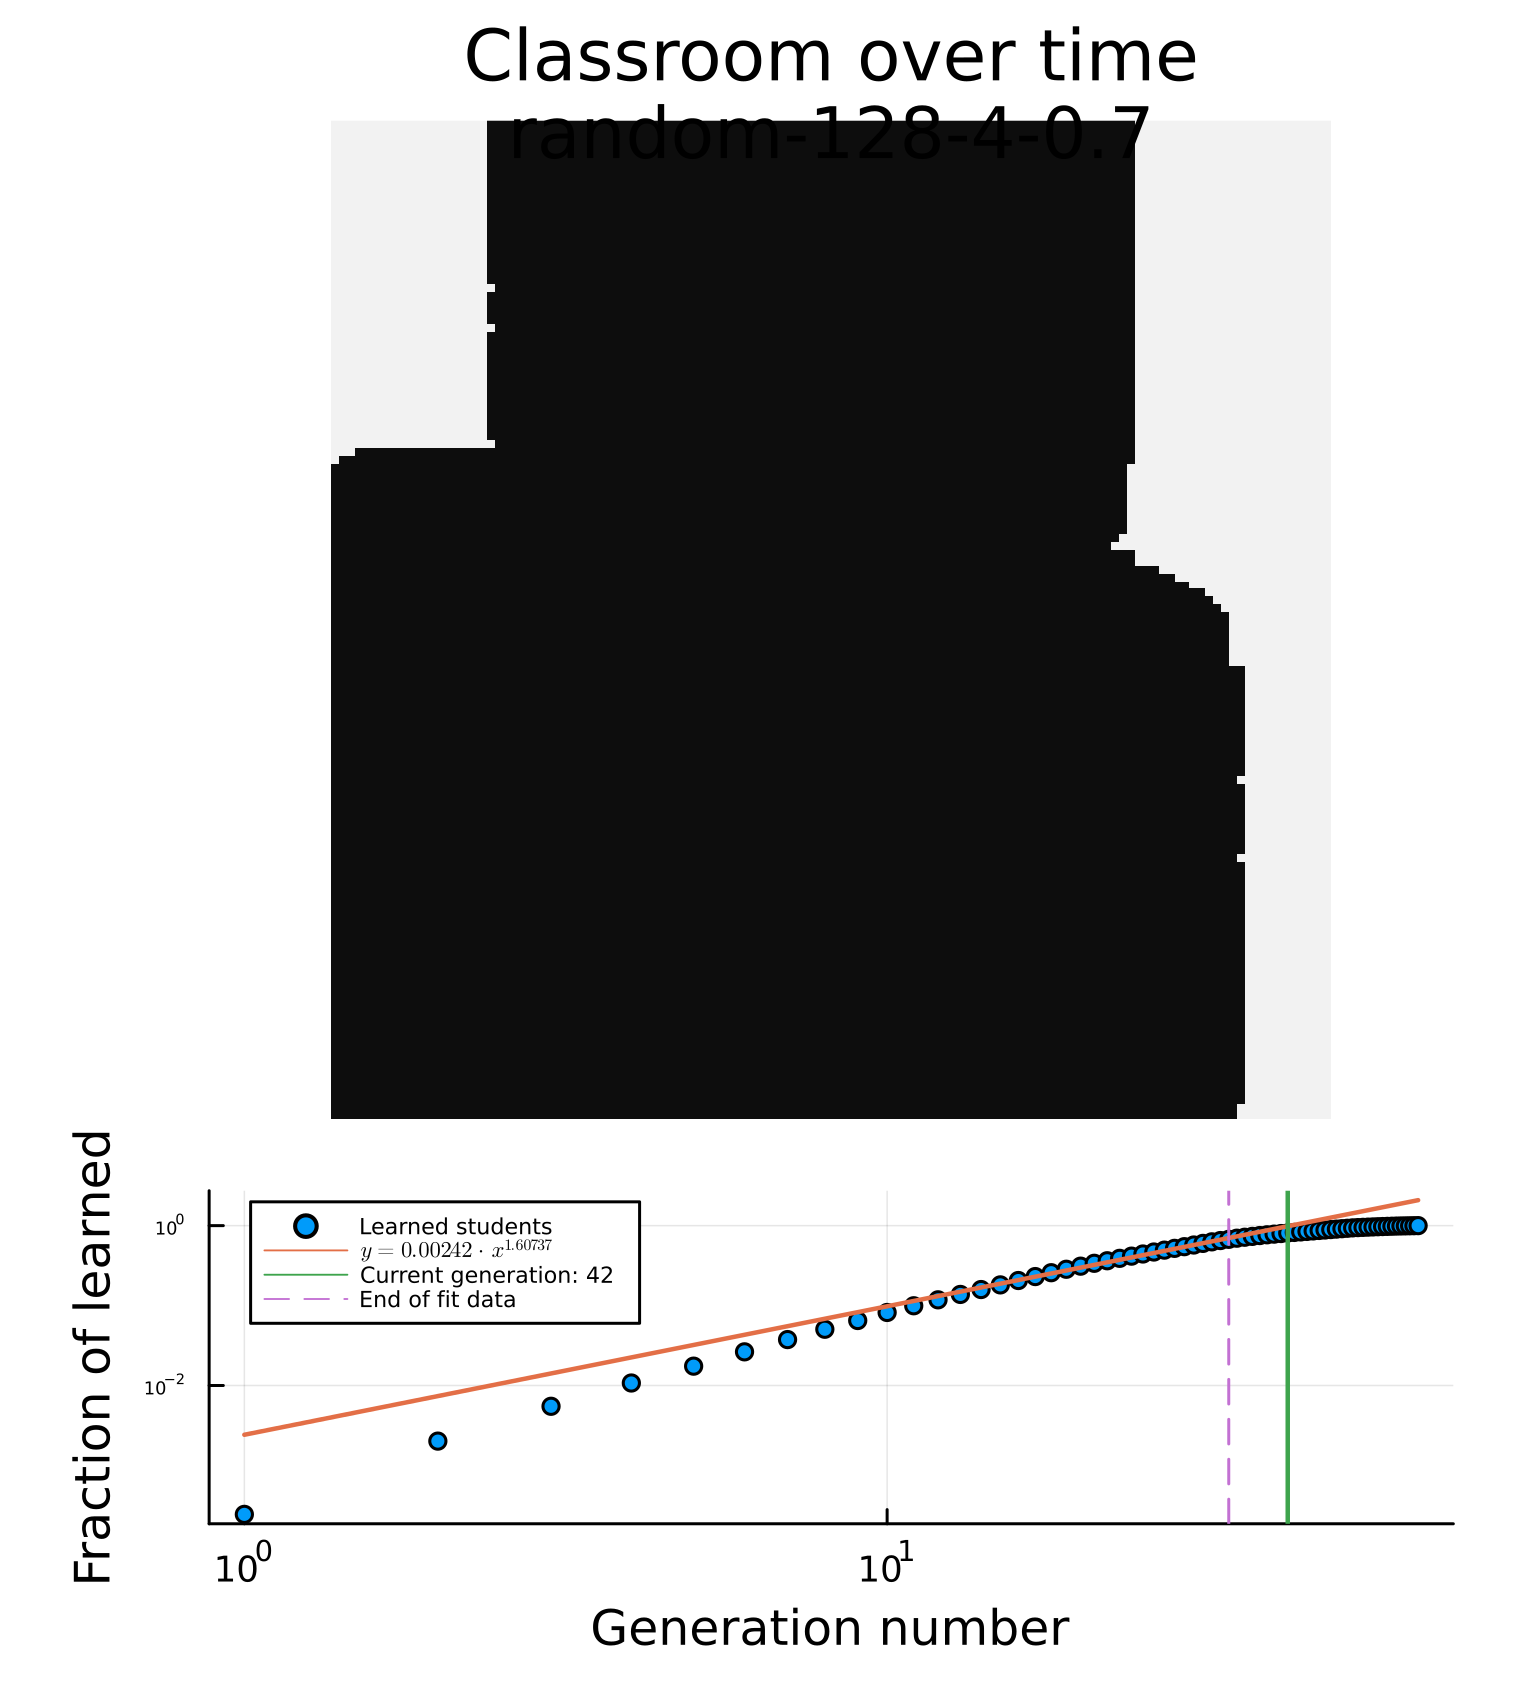 Classroom over time
random-128-4-0.7
Fraction of learned
10^0
10^-2
Learned students
y = 0.00242 · x^1.60737
Current generation: 42
End of fit data
10^0
10^1
Generation number